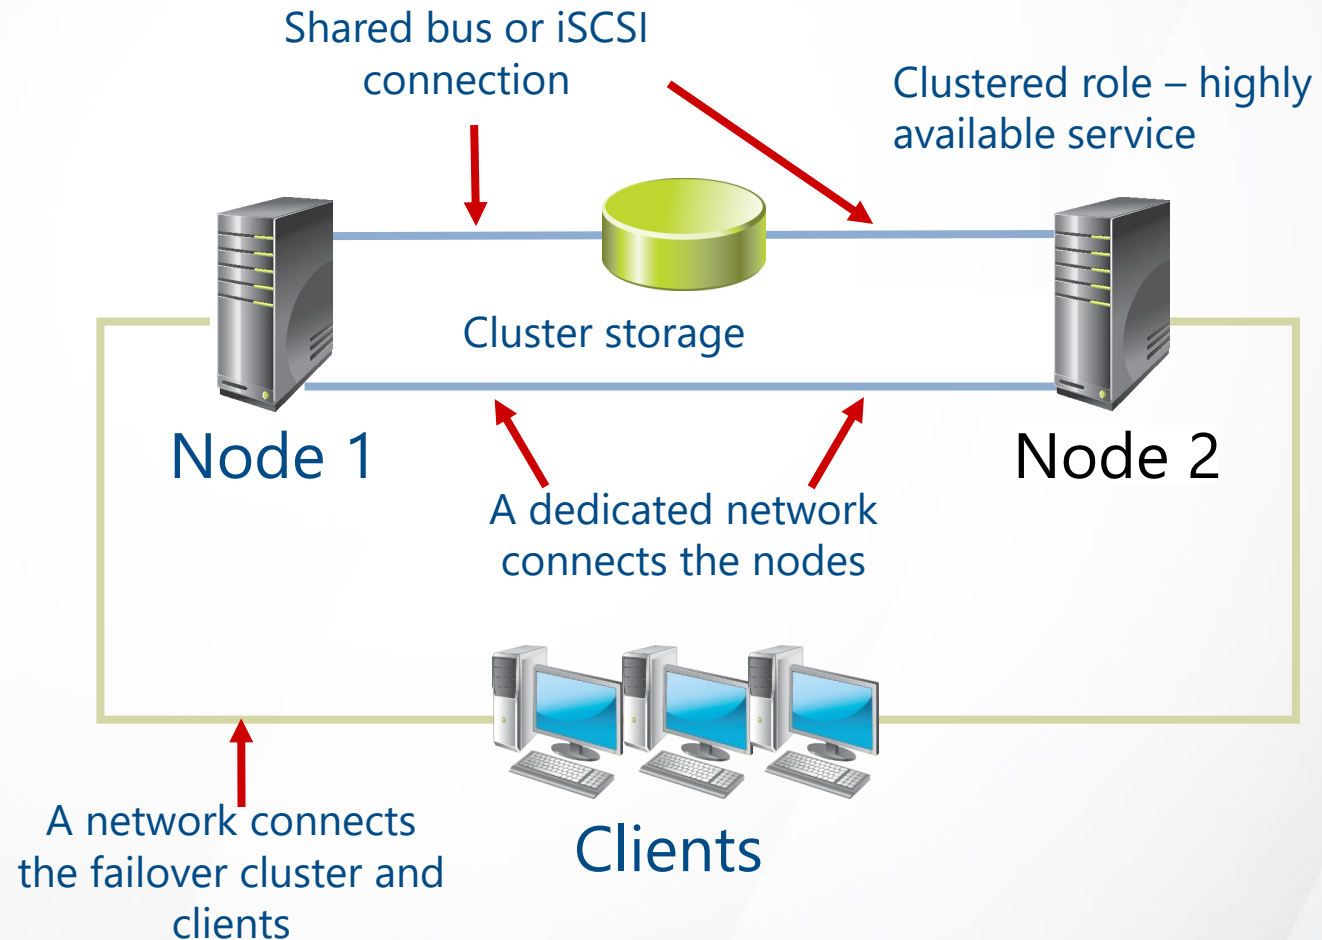 Shared bus or iSCSI
connection
Clustered role – highly
available service
Cluster storage
Node 1
Node 2
A dedicated network
connects the nodes
A network connects
the failover cluster and
clients
Clients